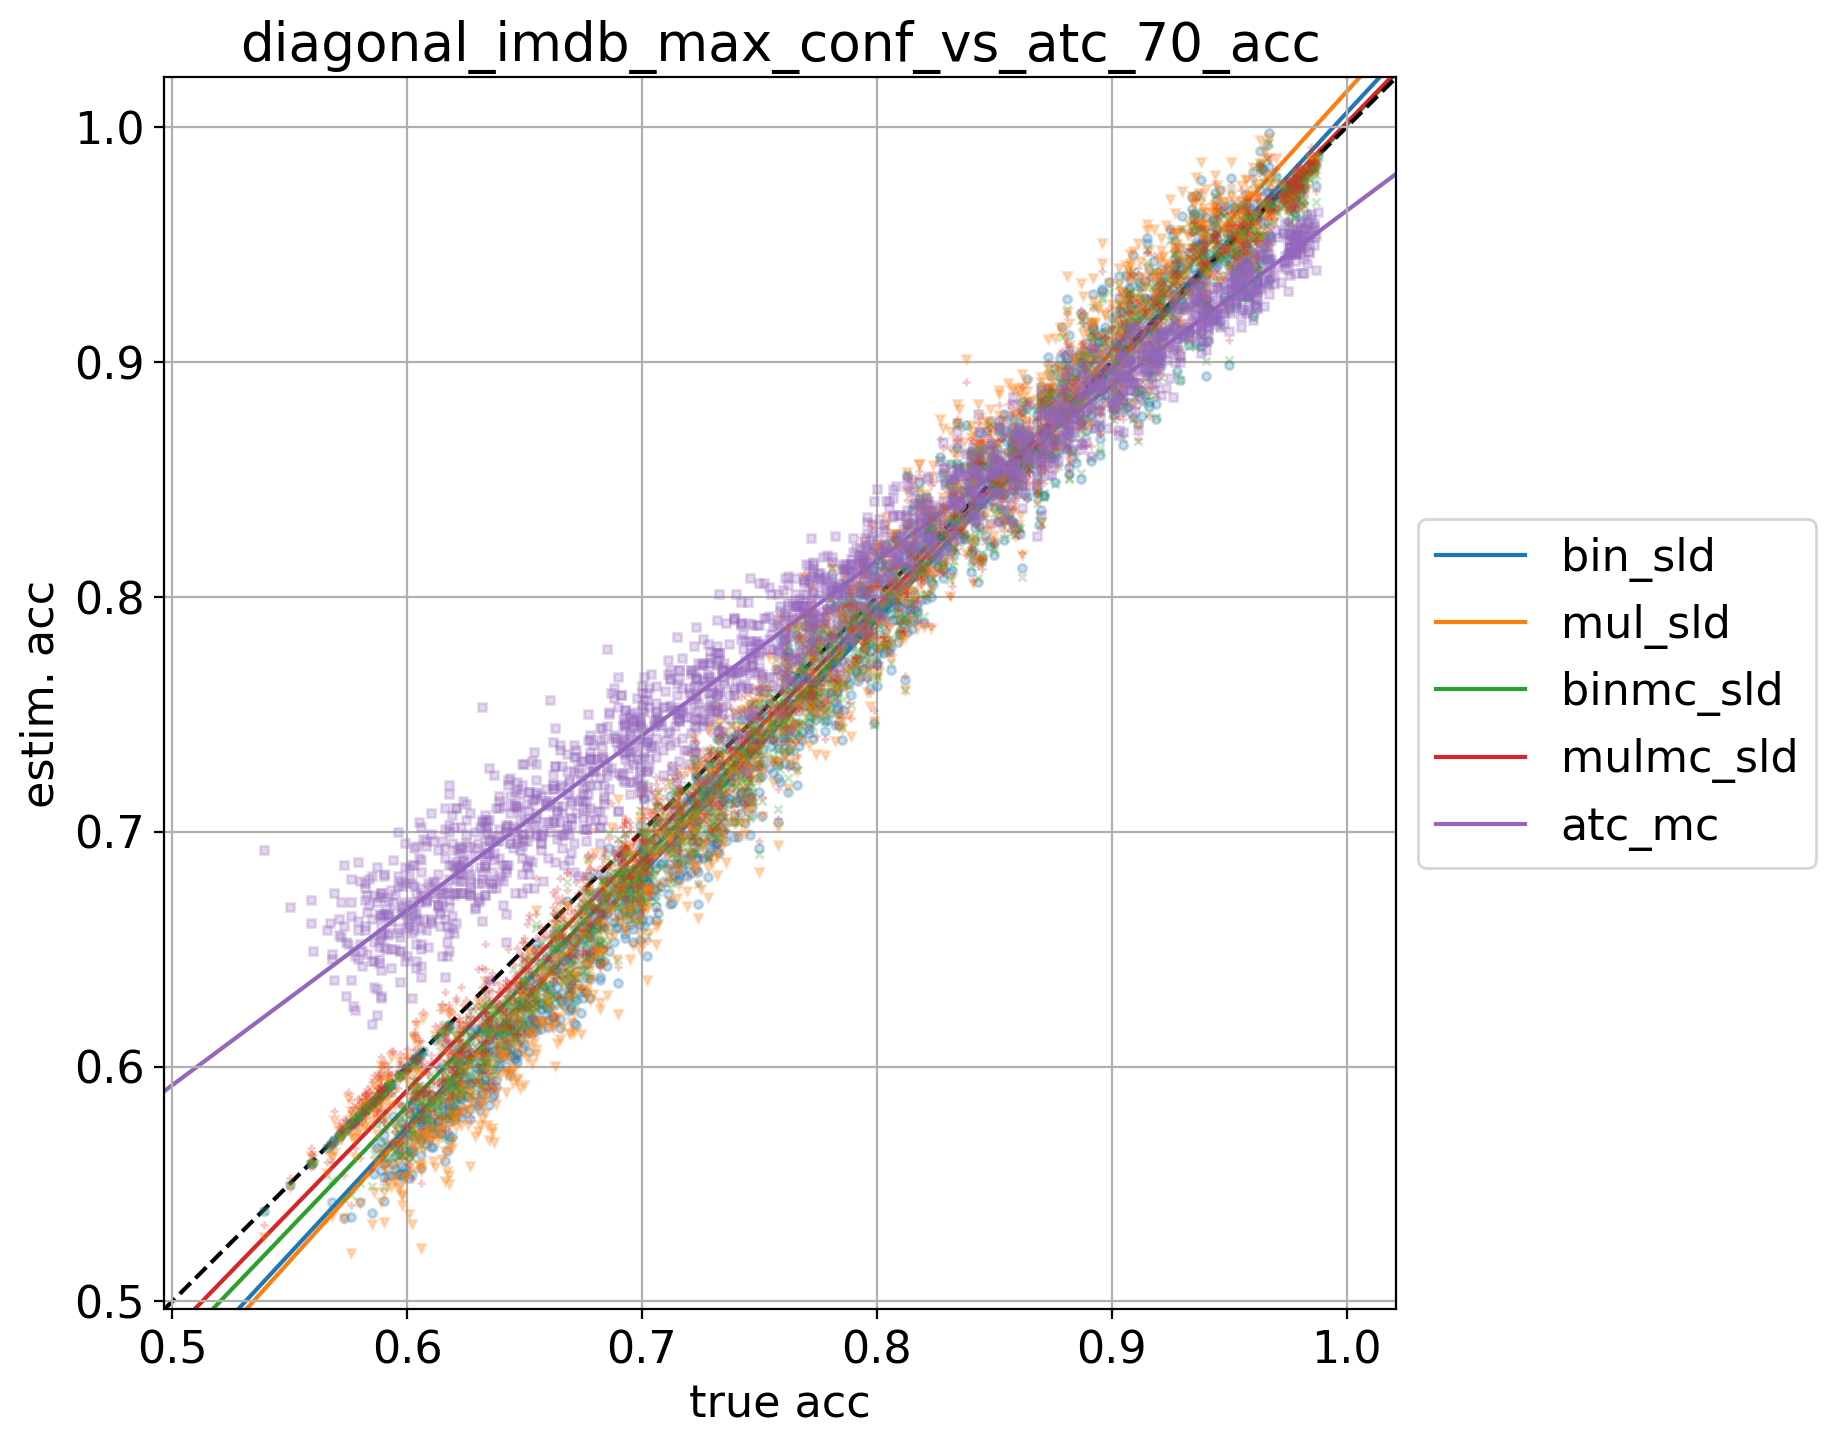 diagonal_imdb_max_conf_vs_atc_70_acc
1.0
0.9
0.8
0.7
0.6
0.5
estim. acc
0.5 0.6 0.7 0.8 0.9 1.0
true acc
bin_sld
mul_sld
binmc_sld
mulmc_sld
atc_mc